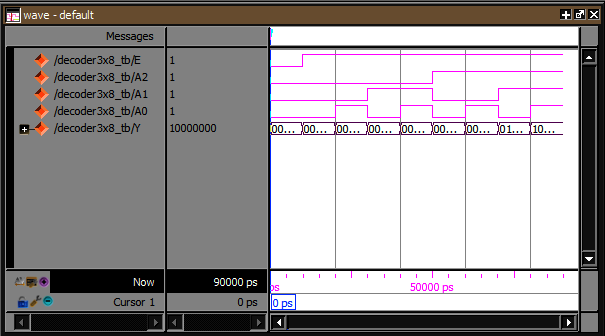 wave - default
Messages
/decoder3x8_tb/E 1
/decoder3x8_tb/A2 1
/decoder3x8_tb/A1 1
/decoder3x8_tb/A0 1
/decoder3x8_tb/Y 10000000 00... 00... 00... 00... 00... 00... 00... 01... 10...
Now 90000 ps ps 50000 ps
Cursor 1 0 ps 0 ps